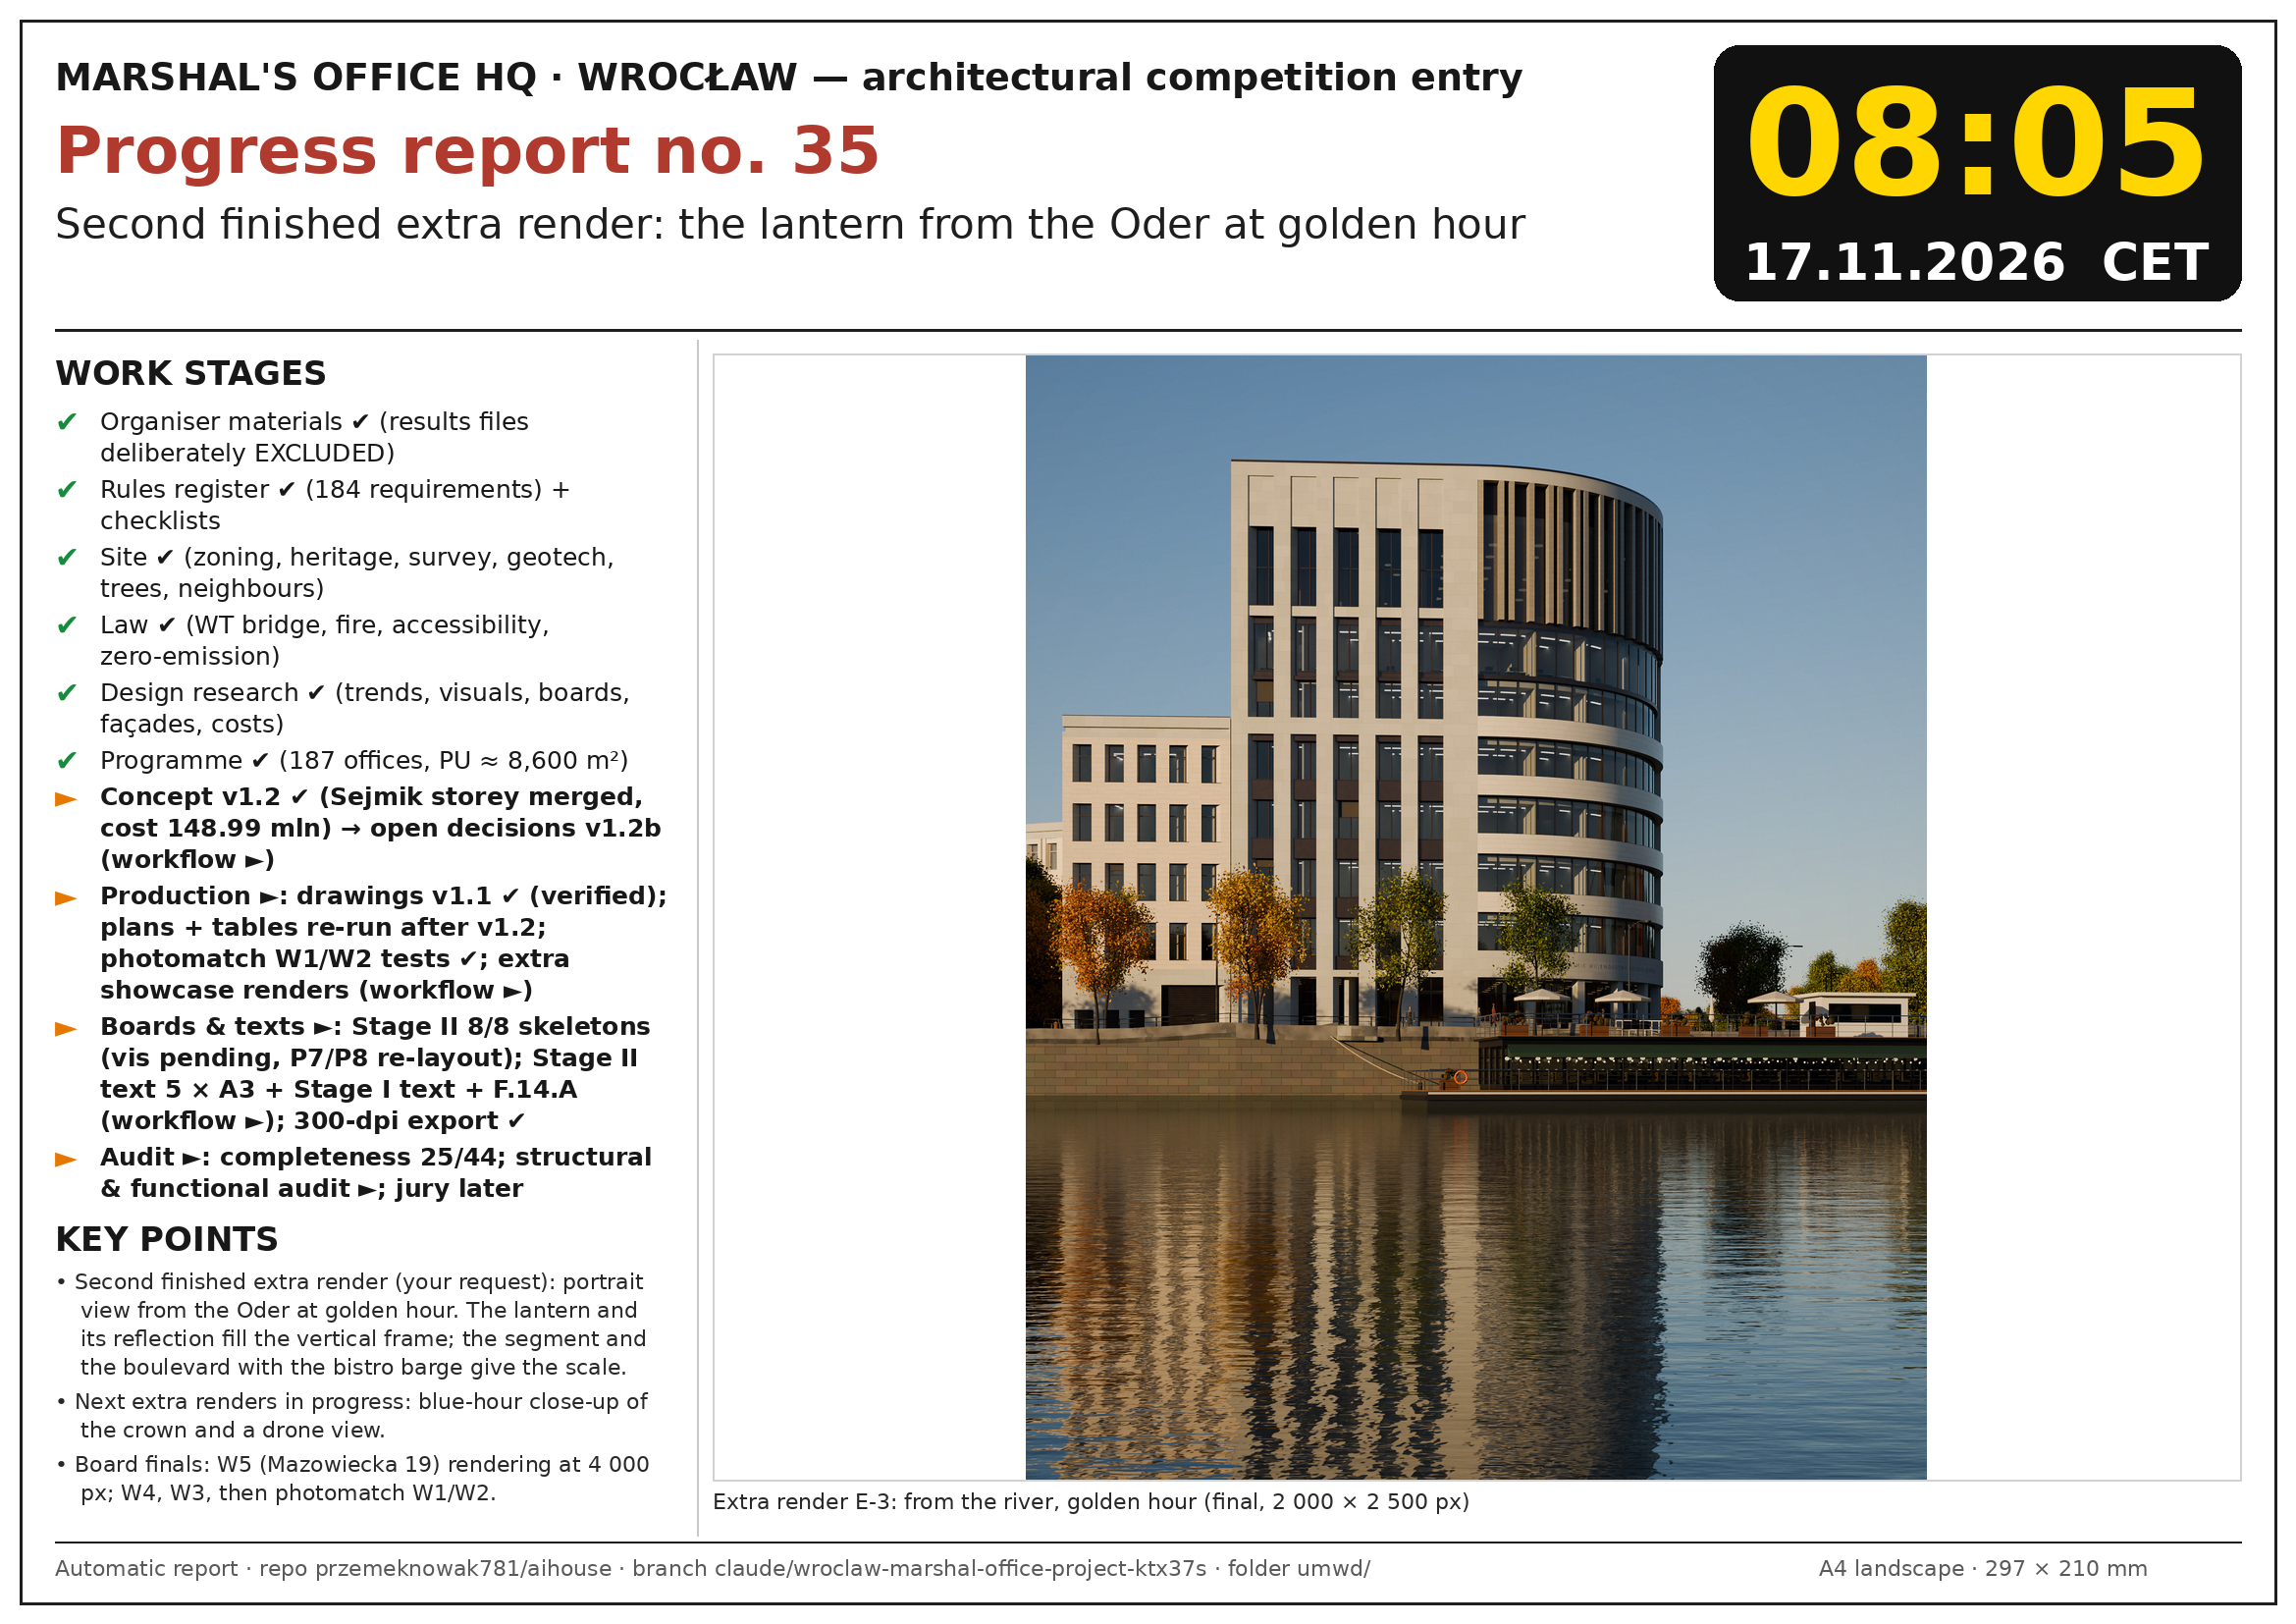 MARSHAL'S OFFICE HQ · WROCŁAW — architectural competition entry
Progress report no. 35
Second finished extra render: the lantern from the Oder at golden hour
08:05
17.11.2026 CET
WORK STAGES
✔ Organiser materials ✔ (results files
deliberately EXCLUDED)
✔ Rules register ✔ (184 requirements) +
checklists
✔ Site ✔ (zoning, heritage, survey, geotech,
trees, neighbours)
✔ Law ✔ (WT bridge, fire, accessibility,
zero-emission)
✔ Design research ✔ (trends, visuals, boards,
façades, costs)
✔ Programme ✔ (187 offices, PU ≈ 8,600 m²)
► Concept v1.2 ✔ (Sejmik storey merged,
cost 148.99 mln) → open decisions v1.2b
(workflow ►)
► Production ►: drawings v1.1 ✔ (verified);
plans + tables re-run after v1.2;
photomatch W1/W2 tests ✔; extra
showcase renders (workflow ►)
► Boards & texts ►: Stage II 8/8 skeletons
(vis pending, P7/P8 re-layout); Stage II
text 5 × A3 + Stage I text + F.14.A
(workflow ►); 300-dpi export ✔
► Audit ►: completeness 25/44; structural
& functional audit ►; jury later
KEY POINTS
• Second finished extra render (your request): portrait
view from the Oder at golden hour. The lantern and
its reflection fill the vertical frame; the segment and
the boulevard with the bistro barge give the scale.
• Next extra renders in progress: blue-hour close-up of
the crown and a drone view.
• Board finals: W5 (Mazowiecka 19) rendering at 4 000
px; W4, W3, then photomatch W1/W2.
Extra render E-3: from the river, golden hour (final, 2 000 × 2 500 px)
Automatic report · repo przemeknowak781/aihouse · branch claude/wroclaw-marshal-office-project-ktx37s · folder umwd/
A4 landscape · 297 × 210 mm